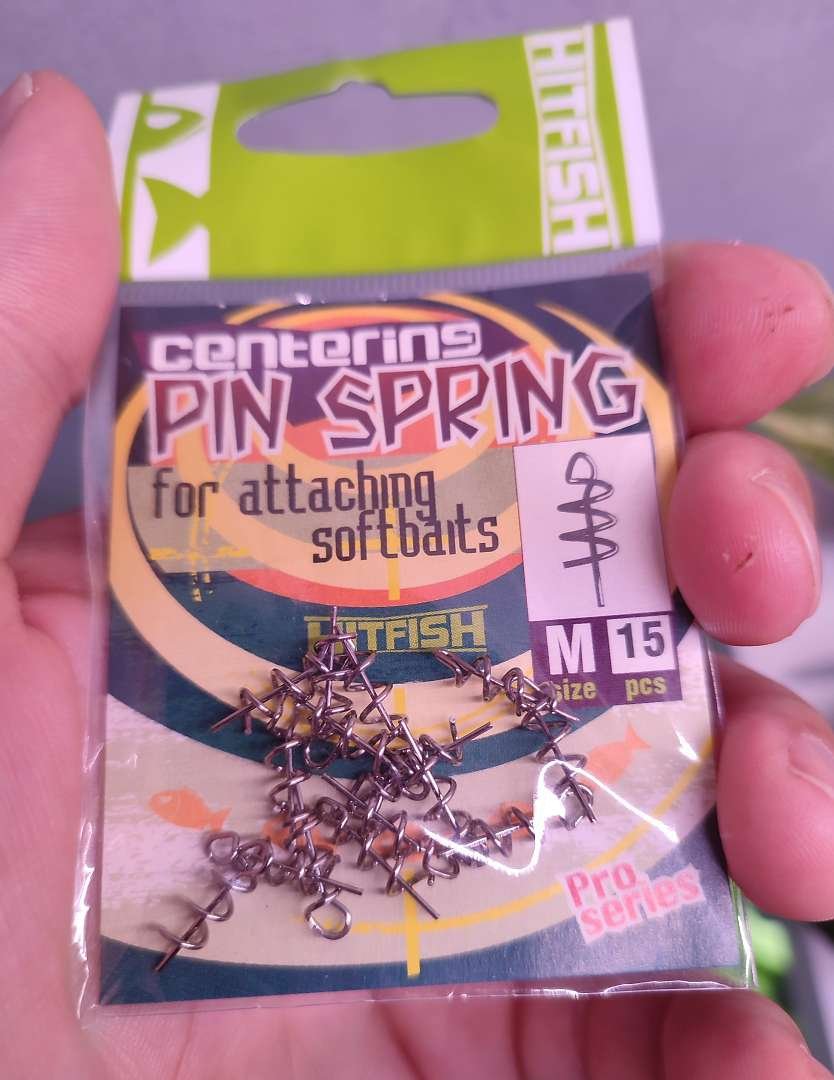 HITFISH
centering
PIN SPRING
for attaching
softbaits
HITFISH
M 15
size pcs
Pro
series